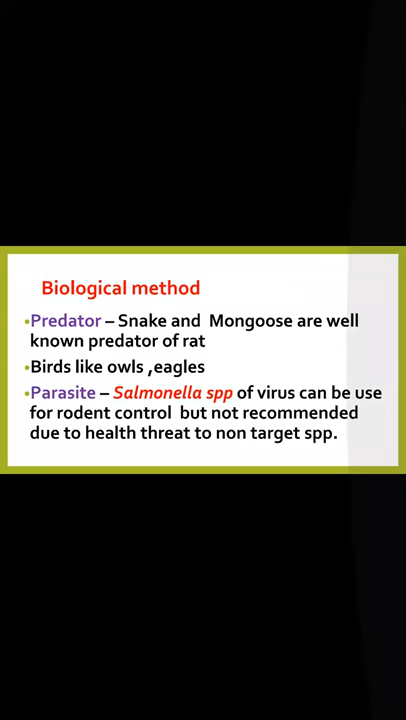 Biological method
•Predator – Snake and Mongoose are well
known predator of rat
•Birds like owls ,eagles
•Parasite – Salmonella spp of virus can be use
for rodent control but not recommended
due to health threat to non target spp.